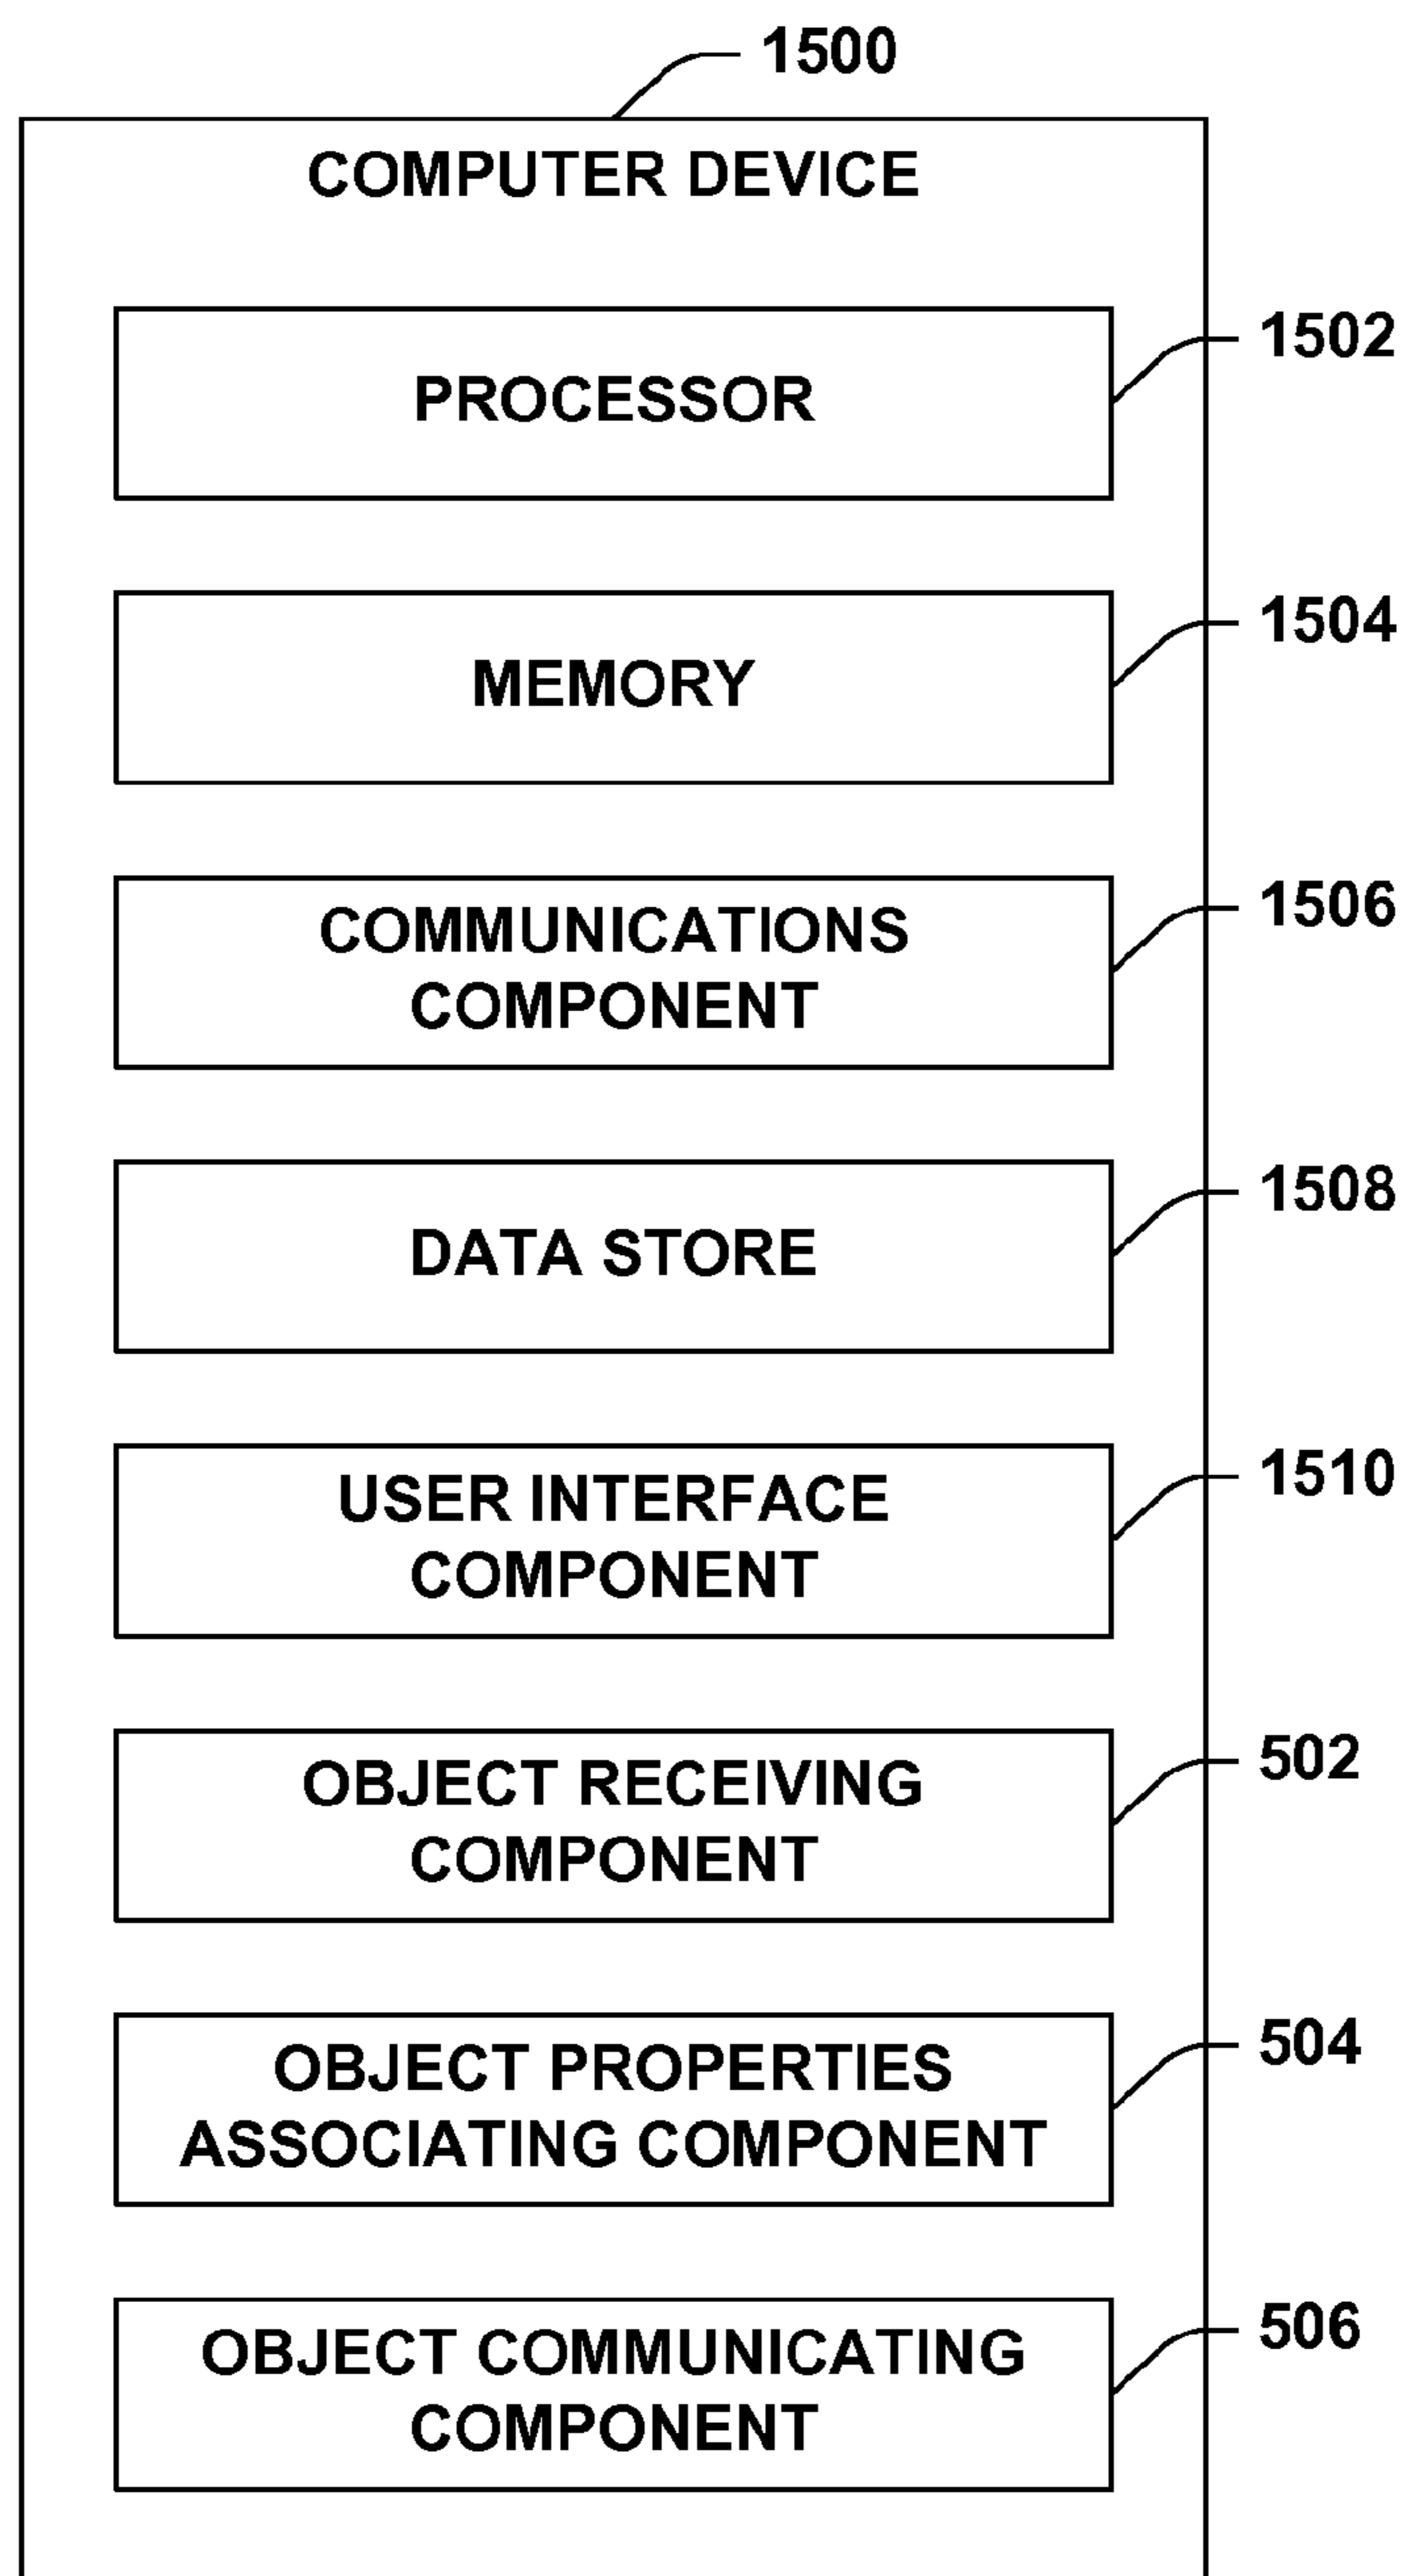 1500
COMPUTER DEVICE
1502
PROCESSOR
1504
MEMORY
1506
COMMUNICATIONS
COMPONENT
1508
DATA STORE
1510
USER INTERFACE
COMPONENT
502
OBJECT RECEIVING
COMPONENT
504
OBJECT PROPERTIES
ASSOCIATING COMPONENT
506
OBJECT COMMUNICATING
COMPONENT